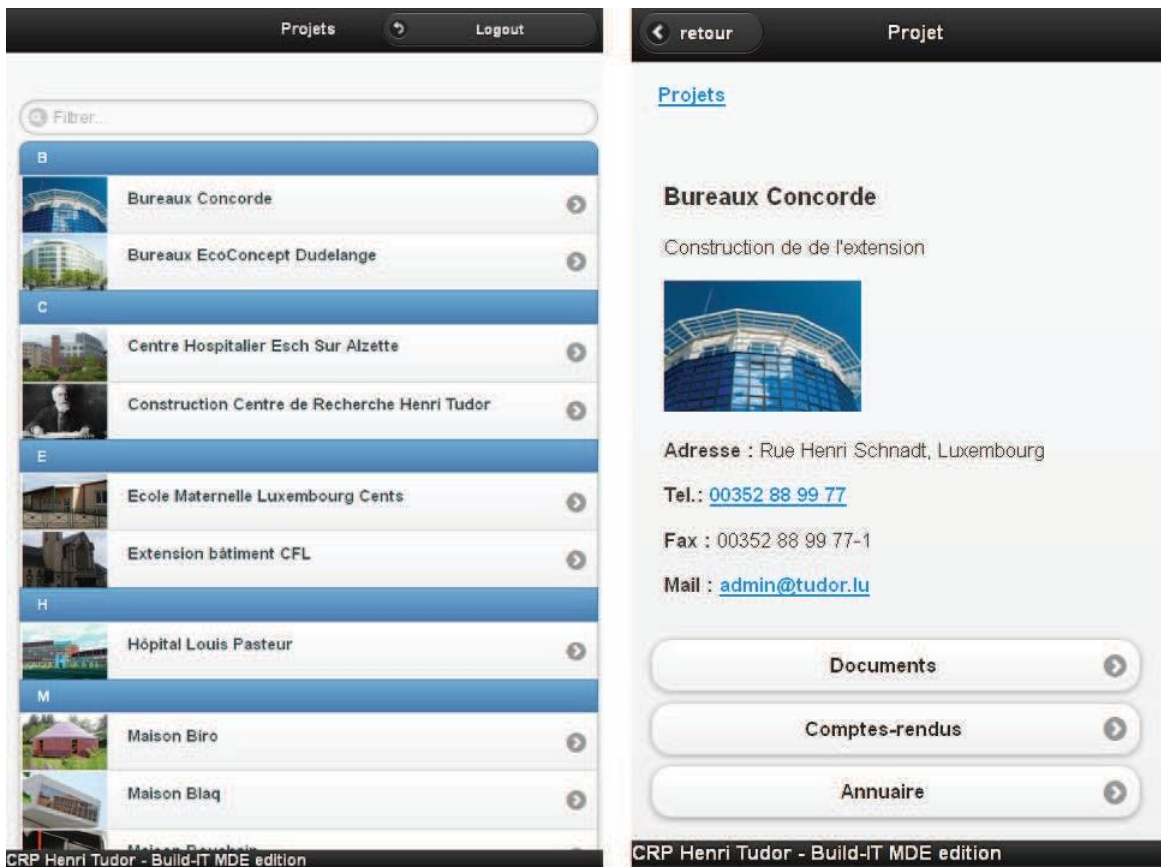 Projets
Logout
Filtrer...
B
Bureaux Concorde
Bureaux EcoConcept Dudelange
C
Centre Hospitalier Esch Sur Alzette
Construction Centre de Recherche Henri Tudor
E
Ecole Maternelle Luxembourg Cents
Extension bâtiment CFL
H
Hôpital Louis Pasteur
M
Maison Biro
Maison Blaq
Maison
CRP Henri Tudor - Build-IT MDE edition
retour
Projet
Projets
Bureaux Concorde
Construction de de l'extension
Adresse : Rue Henri Schnadt, Luxembourg
Tel.: 00352 88 99 77
Fax : 00352 88 99 77-1
Mail : admin@tudor.lu
Documents
Comptes-rendus
Annuaire
CRP Henri Tudor - Build-IT MDE edition